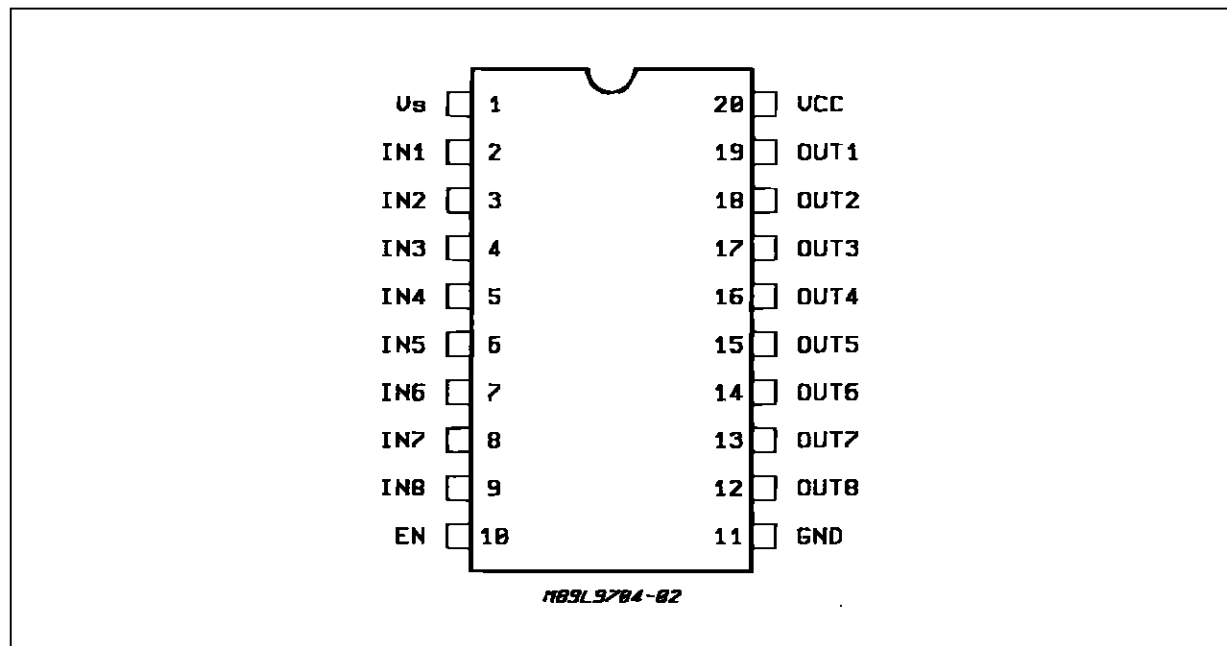 Vs 1 20 VCC
IN1 2 19 OUT1
IN2 3 18 OUT2
IN3 4 17 OUT3
IN4 5 16 OUT4
IN5 6 15 OUT5
IN6 7 14 OUT6
IN7 8 13 OUT7
IN8 9 12 OUT8
EN 10 11 GND
M89L9704-02